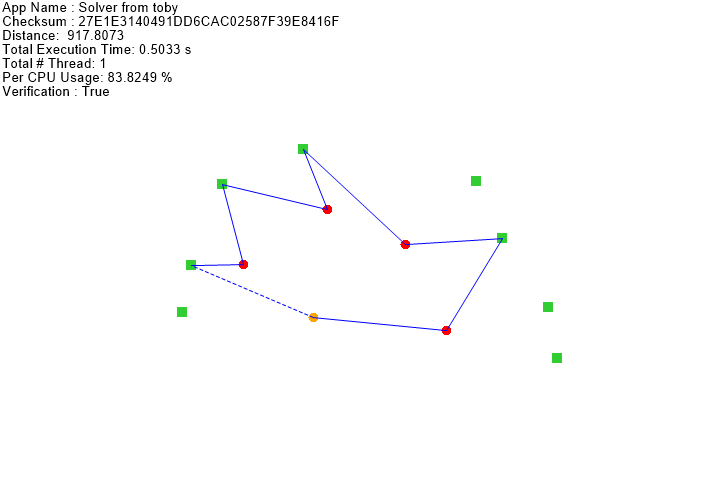 App Name : Solver from toby
Checksum : 27E1E3140491DD6CAC02587F39E8416F
Distance:  917.8073
Total Execution Time: 0.5033 s
Total # Thread: 1
Per CPU Usage: 83.8249 %
Verification : True